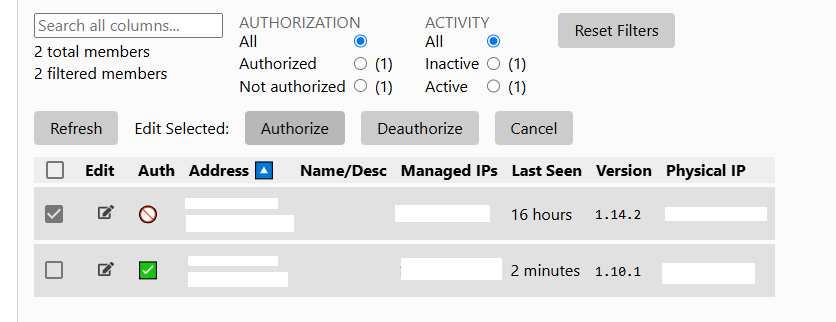 Search all columns...
2 total members
2 filtered members
AUTHORIZATION
All
Authorized (1)
Not authorized (1)
ACTIVITY
All
Inactive (1)
Active (1)
Reset Filters
Refresh Edit Selected: Authorize Deauthorize Cancel
Edit Auth Address Name/Desc Managed IPs Last Seen Version Physical IP
16 hours 1.14.2
2 minutes 1.10.1